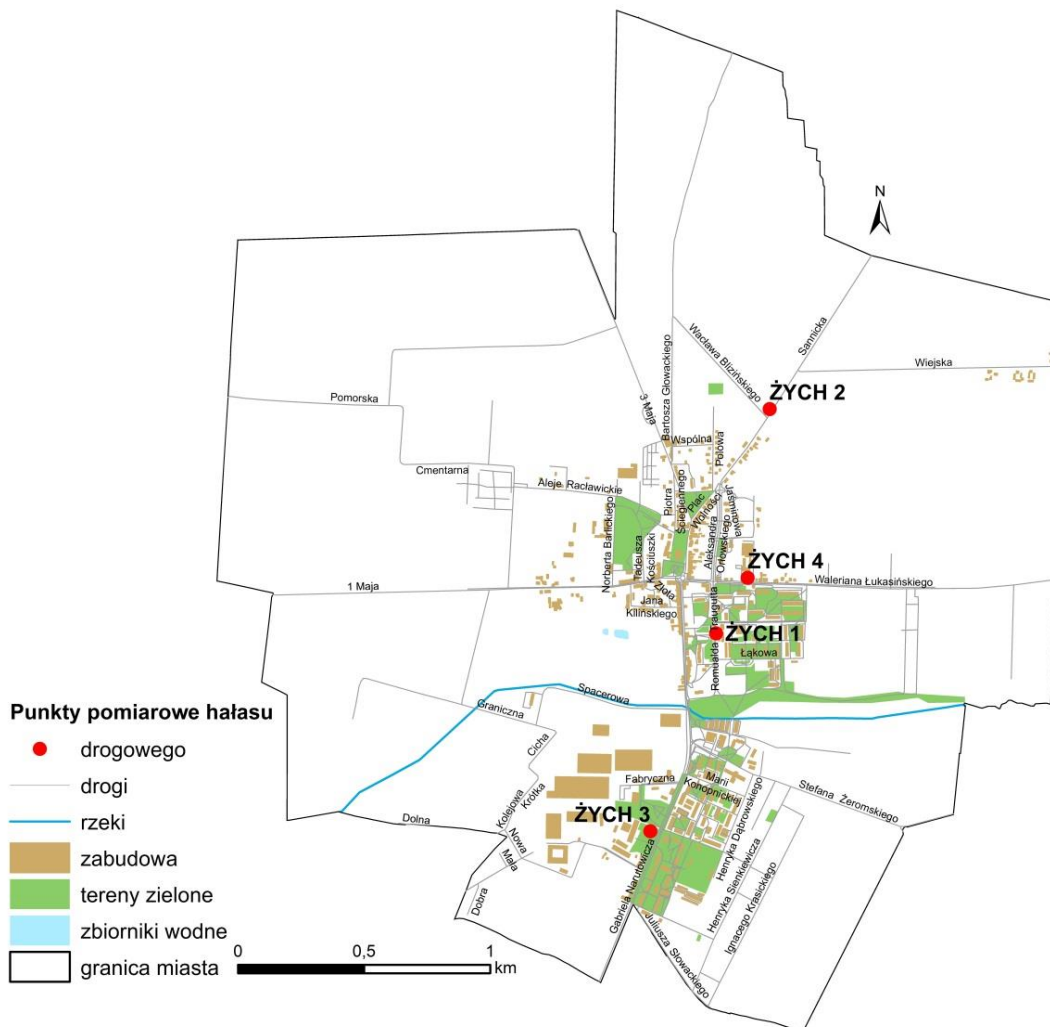 N
Sannicka
Wacława Blizińskiego
Wiejska
Bartosza Głowackiego
3 Maja
Pomorska
ŻYCH 2
Wspólna
Polowa
Cmentarna
Aleje Racławickie
Piotra
Ściegiennego
Plac
Wolności
Jaśminowa
Aleksandra
Orłowskiego
Norberta Barlickiego
Tadeusza
Kościuszki
ŻYCH 4
1 Maja
Waleriana Łukasińskiego
Złota
Jana
Kilińskiego
Romualda Traugutta
ŻYCH 1
Łąkowa
Spacerowa
Graniczna
Cicha
Fabryczna
Marii
Konopnickiej
Stefana Żeromskiego
Kolejowa
Krótka
ŻYCH 3
Henryka Dąbrowskiego
Dolna
Nowa
Mała
Dobra
Gabriela Narutowicza
Henryka Sienkiewicza
Ignacego Krasickiego
Juliusza Słowackiego
Punkty pomiarowe hałasu
drogowego
drogi
rzeki
zabudowa
tereny zielone
zbiorniki wodne
granica miasta
0 0,5 1
km